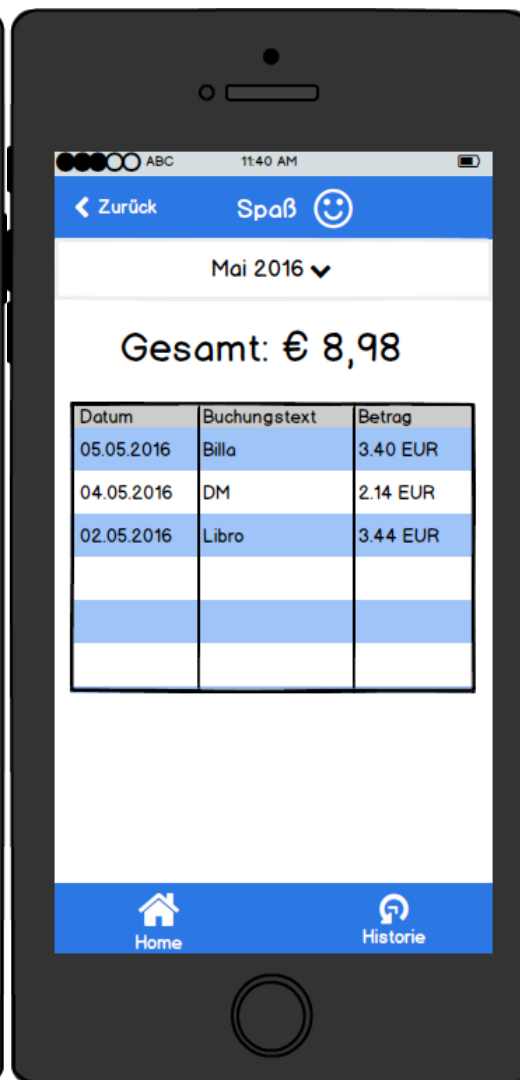 ABC 11:40 AM
Zurück Spaß
Mai 2016
Gesamt: € 8,98
Datum Buchungstext Betrag
05.05.2016 Billa 3.40 EUR
04.05.2016 DM 2.14 EUR
02.05.2016 Libro 3.44 EUR
Home Historie